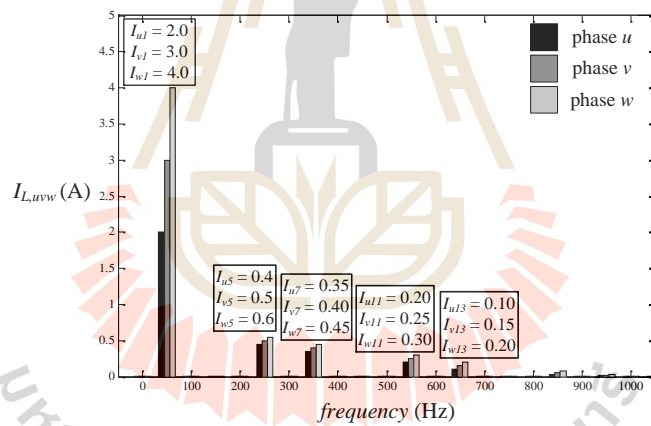 5
4.5
4
3.5
3
2.5
2
1.5
1
0.5
0
I_{L,uvw} (A)
I_{u1} = 2.0
I_{v1} = 3.0
I_{w1} = 4.0
phase u
phase v
phase w
I_{u5} = 0.4
I_{v5} = 0.5
I_{w5} = 0.6
I_{u7} = 0.35
I_{v7} = 0.40
I_{w7} = 0.45
I_{u11} = 0.20
I_{v11} = 0.25
I_{w11} = 0.30
I_{u13} = 0.10
I_{v13} = 0.15
I_{w13} = 0.20
0 100 200 300 400 500 600 700 800 900 1000
frequency (Hz)